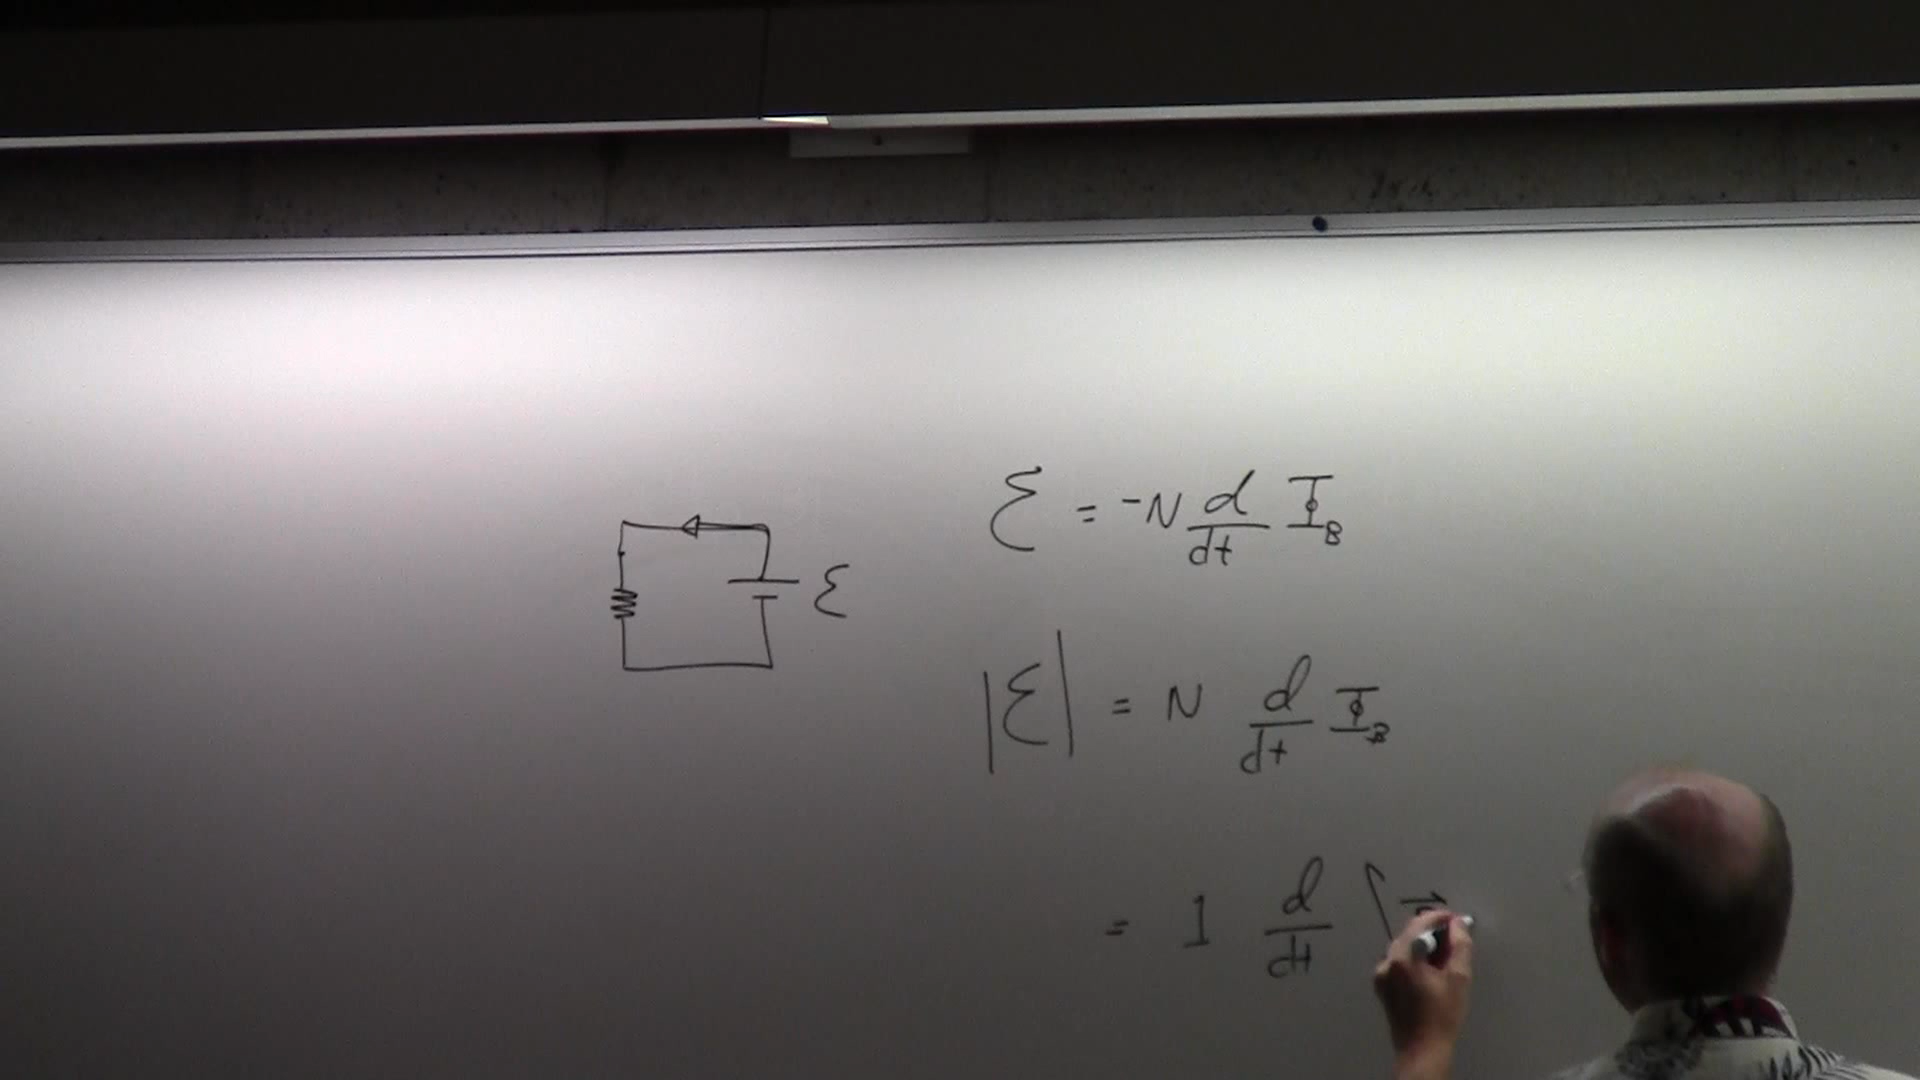 ℰ
ℰ = -N d/dt Φ_B
|ℰ| = N d/dt Φ_B
= 1 d/dt ∫